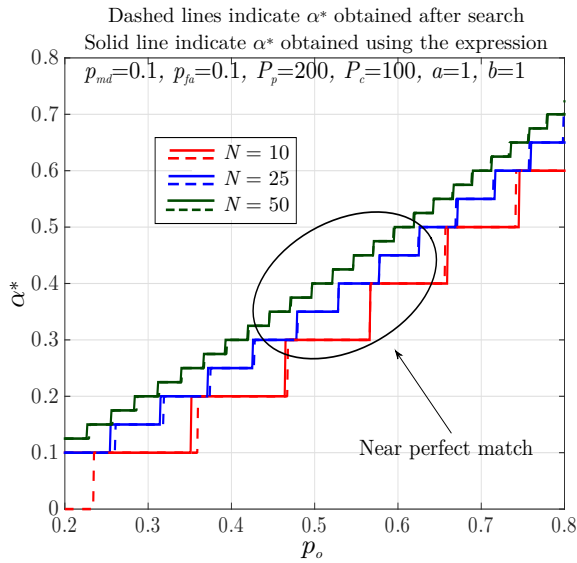 Dashed lines indicate α* obtained after search
Solid line indicate α* obtained using the expression
p_md=0.1, p_fa=0.1, P_p=200, P_c=100, a=1, b=1
0.8
0.7
0.6
0.5
0.4
0.3
0.2
0.1
0
α*
N = 10
N = 25
N = 50
Near perfect match
0.2 0.3 0.4 0.5 0.6 0.7 0.8
p_o